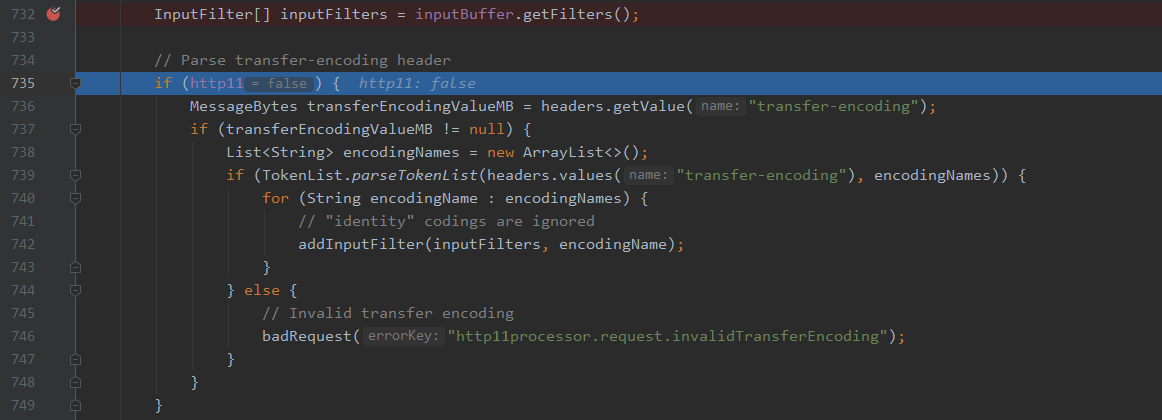 732 InputFilter[] inputFilters = inputBuffer.getFilters();
733
734 // Parse transfer-encoding header
735 if (http11 = false ) { http11: false
736 MessageBytes transferEncodingValueMB = headers.getValue( name: "transfer-encoding");
737 if (transferEncodingValueMB != null) {
738 List<String> encodingNames = new ArrayList<>();
739 if (TokenList.parseTokenList(headers.values( name: "transfer-encoding"), encodingNames)) {
740 for (String encodingName : encodingNames) {
741 // "identity" codings are ignored
742 addInputFilter(inputFilters, encodingName);
743 }
744 } else {
745 // Invalid transfer encoding
746 badRequest( errorKey: "http11processor.request.invalidTransferEncoding");
747 }
748 }
749 }